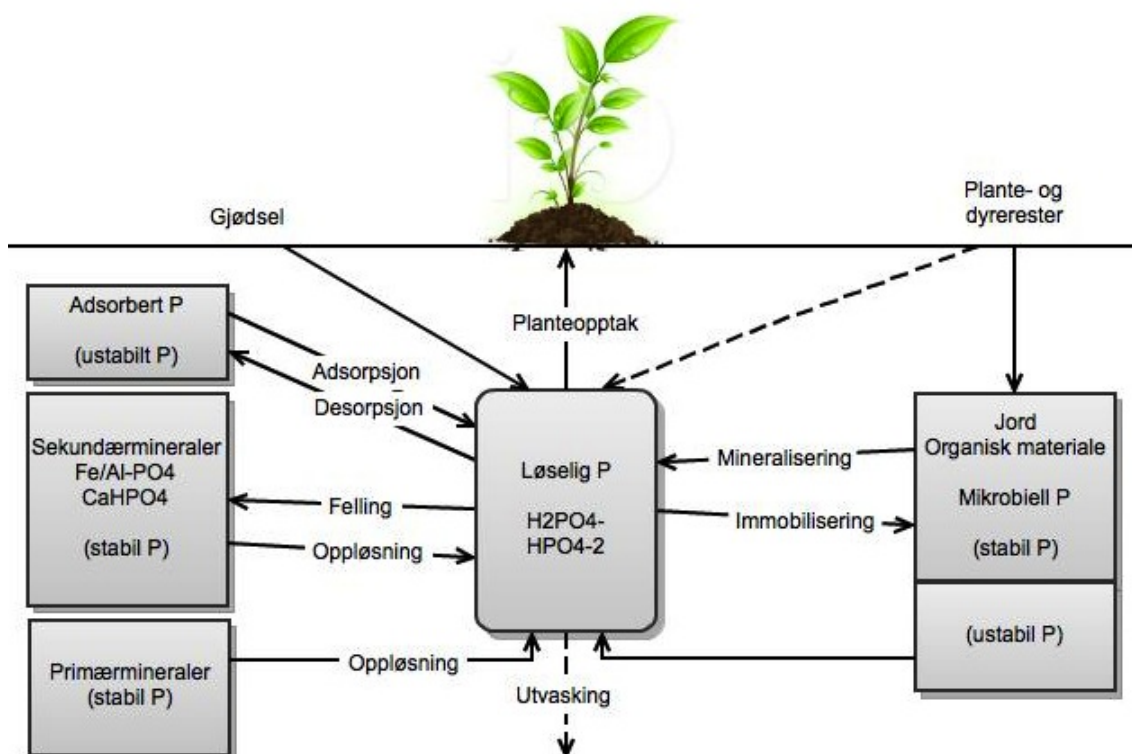 Gjødsel
Plante- og
dyrerester
Adsorbert P
(ustabilt P)
Planteopptak
Adsorpsjon
Desorpsjon
Sekundærmineraler
Fe/Al-PO4
CaHPO4
(stabil P)
Felling
Oppløsning
Løselig P
H2PO4-
HPO4-2
Mineralisering
Immobilisering
Jord
Organisk materiale
Mikrobiell P
(stabil P)
(ustabil P)
Primærmineraler
(stabil P)
Oppløsning
Utvasking